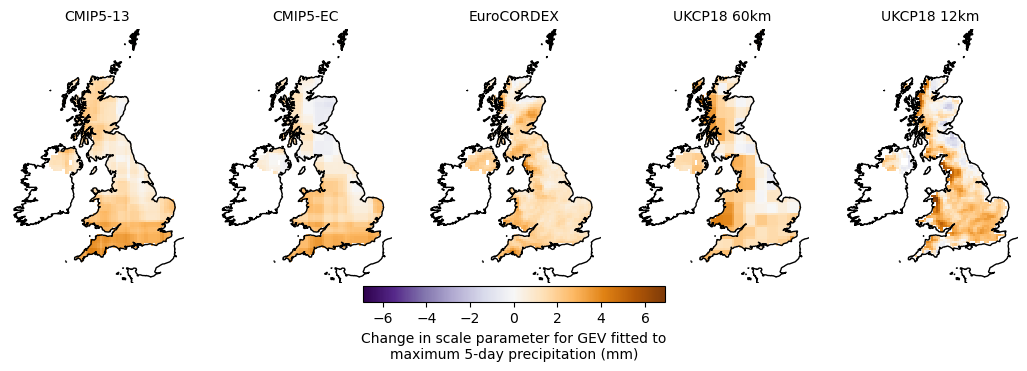 CMIP5-13 CMIP5-EC EuroCORDEX UKCP18 60km UKCP18 12km
−6 −4 −2 0 2 4 6
Change in scale parameter for GEV fitted to
maximum 5-day precipitation (mm)